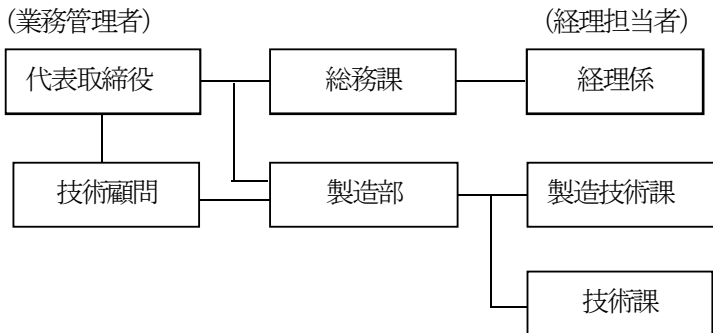 (業務管理者)
(経理担当者)
代表取締役
総務課
経理係
技術顧問
製造部
製造技術課
技術課